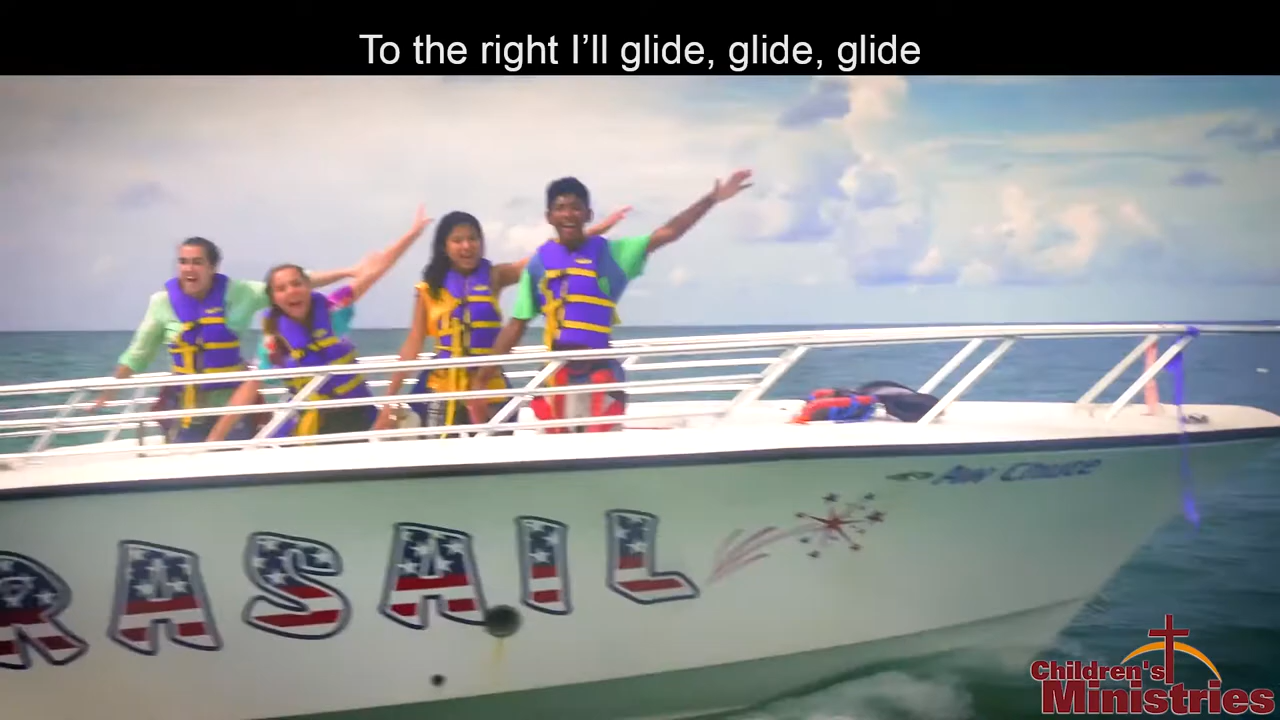 To the right I'll glide, glide, glide
RASAIL
Children's
Ministries